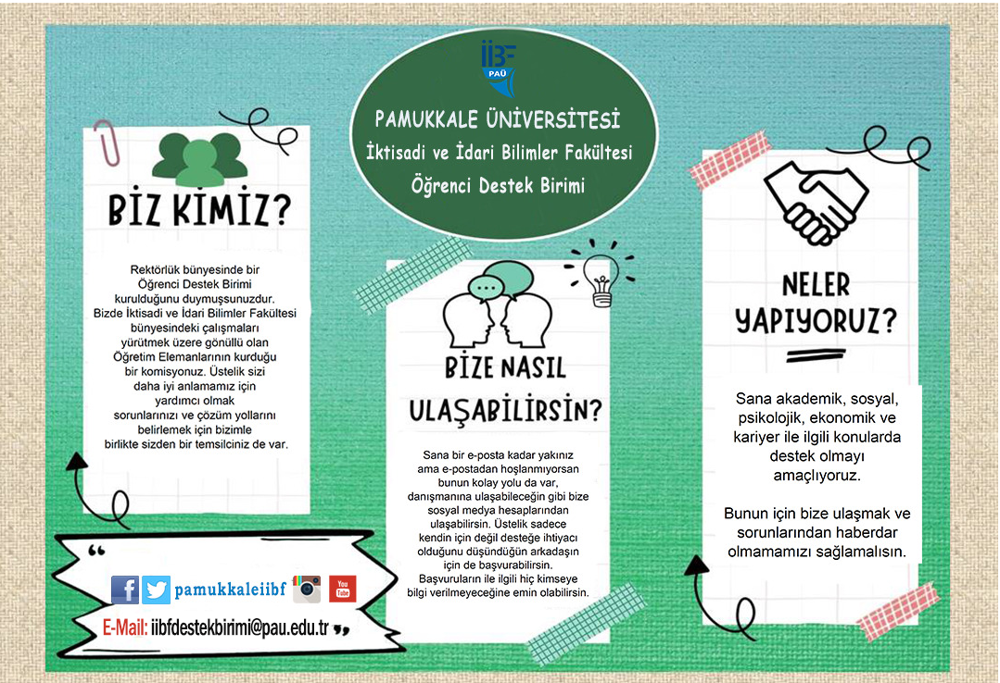 iiBF
PAÜ
PAMUKKALE ÜNİVERSİTESİ
İktisadi ve İdari Bilimler Fakültesi
Öğrenci Destek Birimi
BİZ KİMİZ?
Rektörlük bünyesinde bir
Öğrenci Destek Birimi
kurulduğunu duymuşsunuzdur.
Bizde İktisadi ve İdari Bilimler Fakültesi
bünyesindeki çalışmaları
yürütmek üzere gönüllü olan
Öğretim Elemanlarının kurduğu
bir komisyonuz. Üstelik sizi
daha iyi anlamamız için
yardımcı olmak
sorunlarınızı ve çözüm yollarını
belirlemek için bizimle
birlikte sizden bir temsilciniz de var.
BİZE NASIL
ULAŞABİLİRSİN?
Sana bir e-posta kadar yakınız
ama e-postadan hoşlanmıyorsan
bunun kolay yolu da var,
danışmanına ulaşabileceğin gibi bize
sosyal medya hesaplarından
ulaşabilirsin. Üstelik sadece
kendin için değil desteğe ihtiyacı
olduğunu düşündüğün arkadaşın
için de başvurabilirsin.
Başvuruların ile ilgili hiç kimseye
bilgi verilmeyeceğine emin olabilirsin.
NELER
YAPIYORUZ?
Sana akademik, sosyal,
psikolojik, ekonomik ve
kariyer ile ilgili konularda
destek olmayı
amaçlıyoruz.
Bunun için bize ulaşmak ve
sorunlarından haberdar
olmamamızı sağlamalısın.
pamukkaleiibf
You
Tube
E-Mail: iibfdestekbirimi@pau.edu.tr